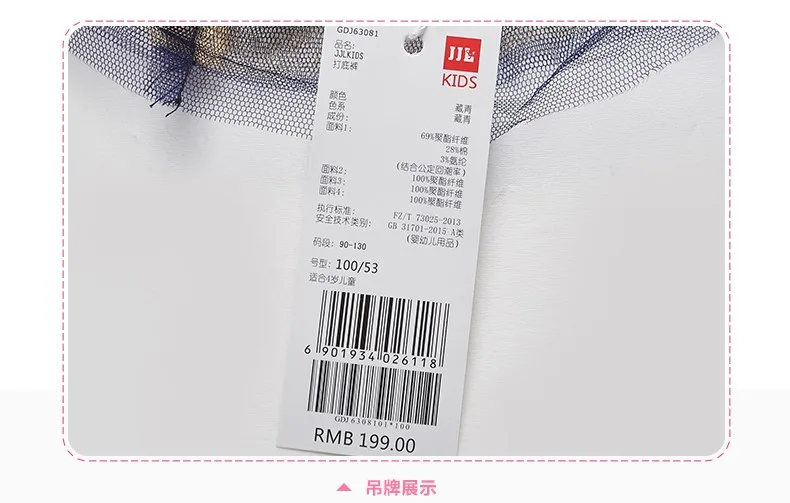 GDJ63081
JJL
KIDS
品名:
JJLKIDS
打底裤
颜色 藏青
色系 藏青
成份:
面料1: 69%聚酯纤维
28%棉
3%氨纶
(结合公定回潮率)
面料2: 100%聚酯纤维
面料3: 100%聚酯纤维
面料4: 100%聚酯纤维
执行标准: FZ/T 73025-2013
安全技术类别: GB 31701-2015 A类
(婴幼儿用品)
码段: 90-130
号型: 100/53
适合4岁儿童
6 901934 026118
GDJ6308101*100
RMB 199.00
吊牌展示